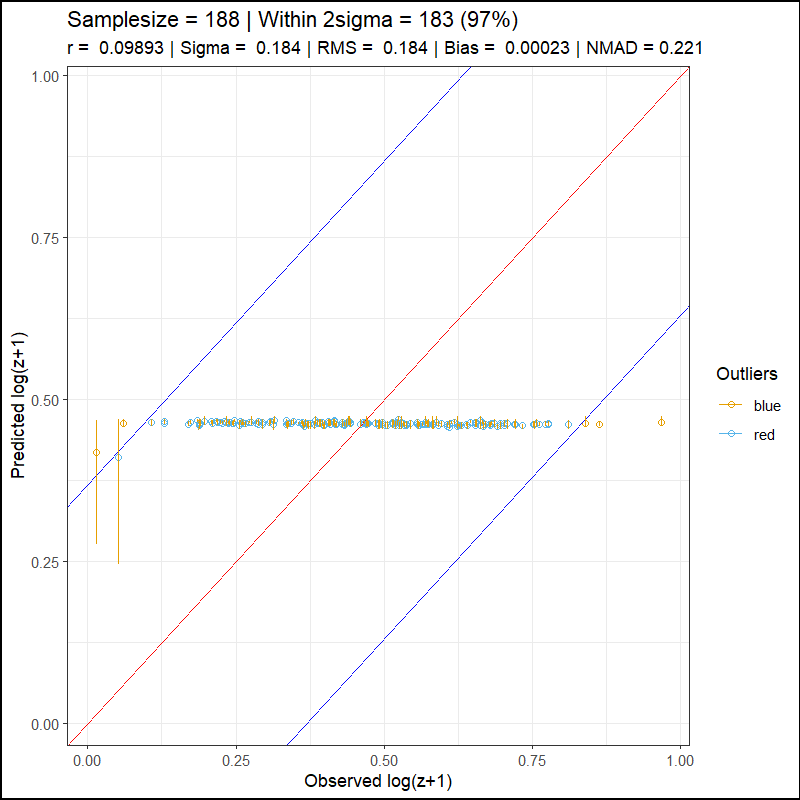 Samplesize = 188 | Within 2sigma = 183 (97%)
r =  0.09893 | Sigma =  0.184 | RMS =  0.184 | Bias =  0.00023 | NMAD = 0.221
1.00
0.75
0.50
0.25
0.00
Predicted log(z+1)
0.00 0.25 0.50 0.75 1.00
Observed log(z+1)
Outliers
blue
red